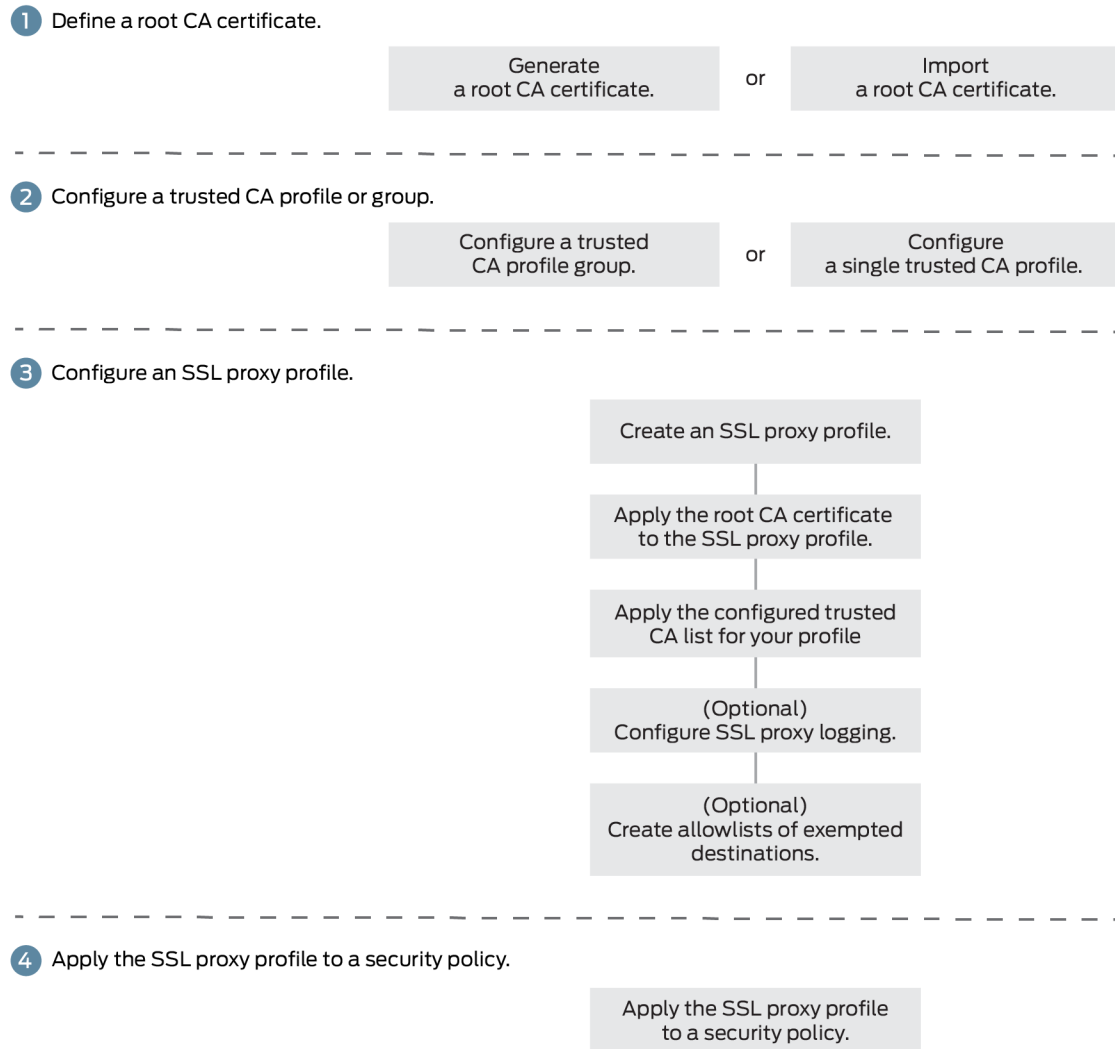 1 Define a root CA certificate.
Generate
a root CA certificate.
or
Import
a root CA certificate.
2 Configure a trusted CA profile or group.
Configure a trusted
CA profile group.
or
Configure
a single trusted CA profile.
3 Configure an SSL proxy profile.
Create an SSL proxy profile.
Apply the root CA certificate
to the SSL proxy profile.
Apply the configured trusted
CA list for your profile
(Optional)
Configure SSL proxy logging.
(Optional)
Create allowlists of exempted
destinations.
4 Apply the SSL proxy profile to a security policy.
Apply the SSL proxy profile
to a security policy.